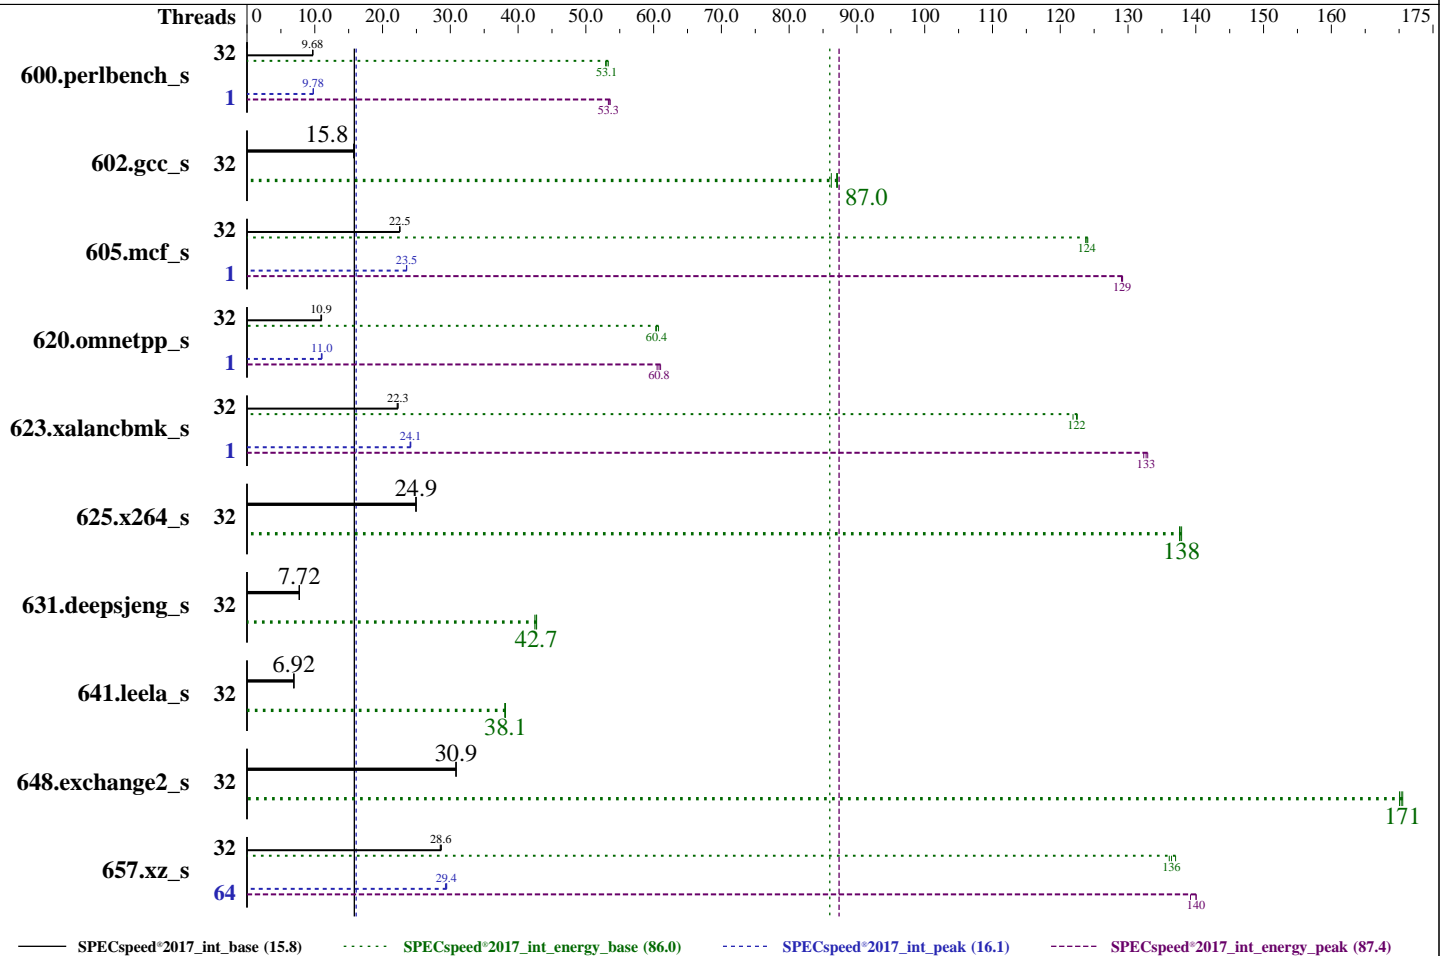 Threads 0 10.0 20.0 30.0 40.0 50.0 60.0 70.0 80.0 90.0 100 110 120 130 140 150 160 175
32 9.68
53.1
600.perlbench_s
1 9.78
53.3
15.8
602.gcc_s 32
87.0
32 22.5
124
605.mcf_s
1 23.5
129
32 10.9
60.4
620.omnetpp_s
1 11.0
60.8
32 22.3
122
623.xalancbmk_s
1 24.1
133
24.9
625.x264_s 32
138
7.72
631.deepsjeng_s 32
42.7
6.92
641.leela_s 32
38.1
30.9
648.exchange2_s 32
171
32 28.6
136
657.xz_s
64 29.4
140
SPECspeed®2017_int_base (15.8) SPECspeed®2017_int_energy_base (86.0) SPECspeed®2017_int_peak (16.1) SPECspeed®2017_int_energy_peak (87.4)